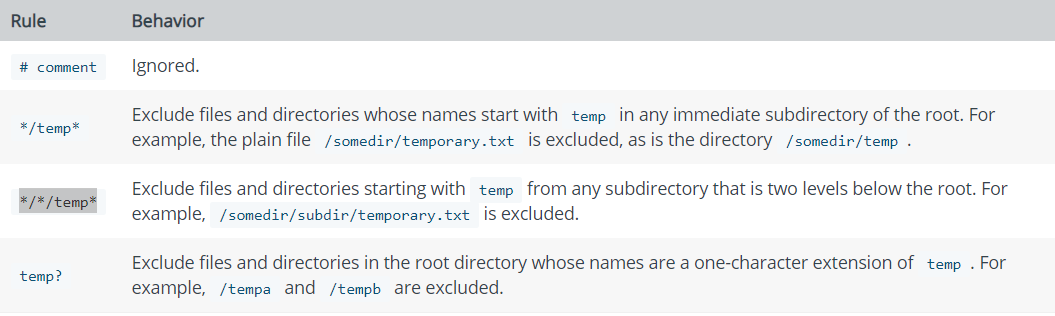 Rule Behavior
# comment Ignored.
*/temp* Exclude files and directories whose names start with temp in any immediate subdirectory of the root. For
example, the plain file /somedir/temporary.txt is excluded, as is the directory /somedir/temp .
*/*/temp* Exclude files and directories starting with temp from any subdirectory that is two levels below the root. For
example, /somedir/subdir/temporary.txt is excluded.
temp? Exclude files and directories in the root directory whose names are a one-character extension of temp . For
example, /tempa and /tempb are excluded.